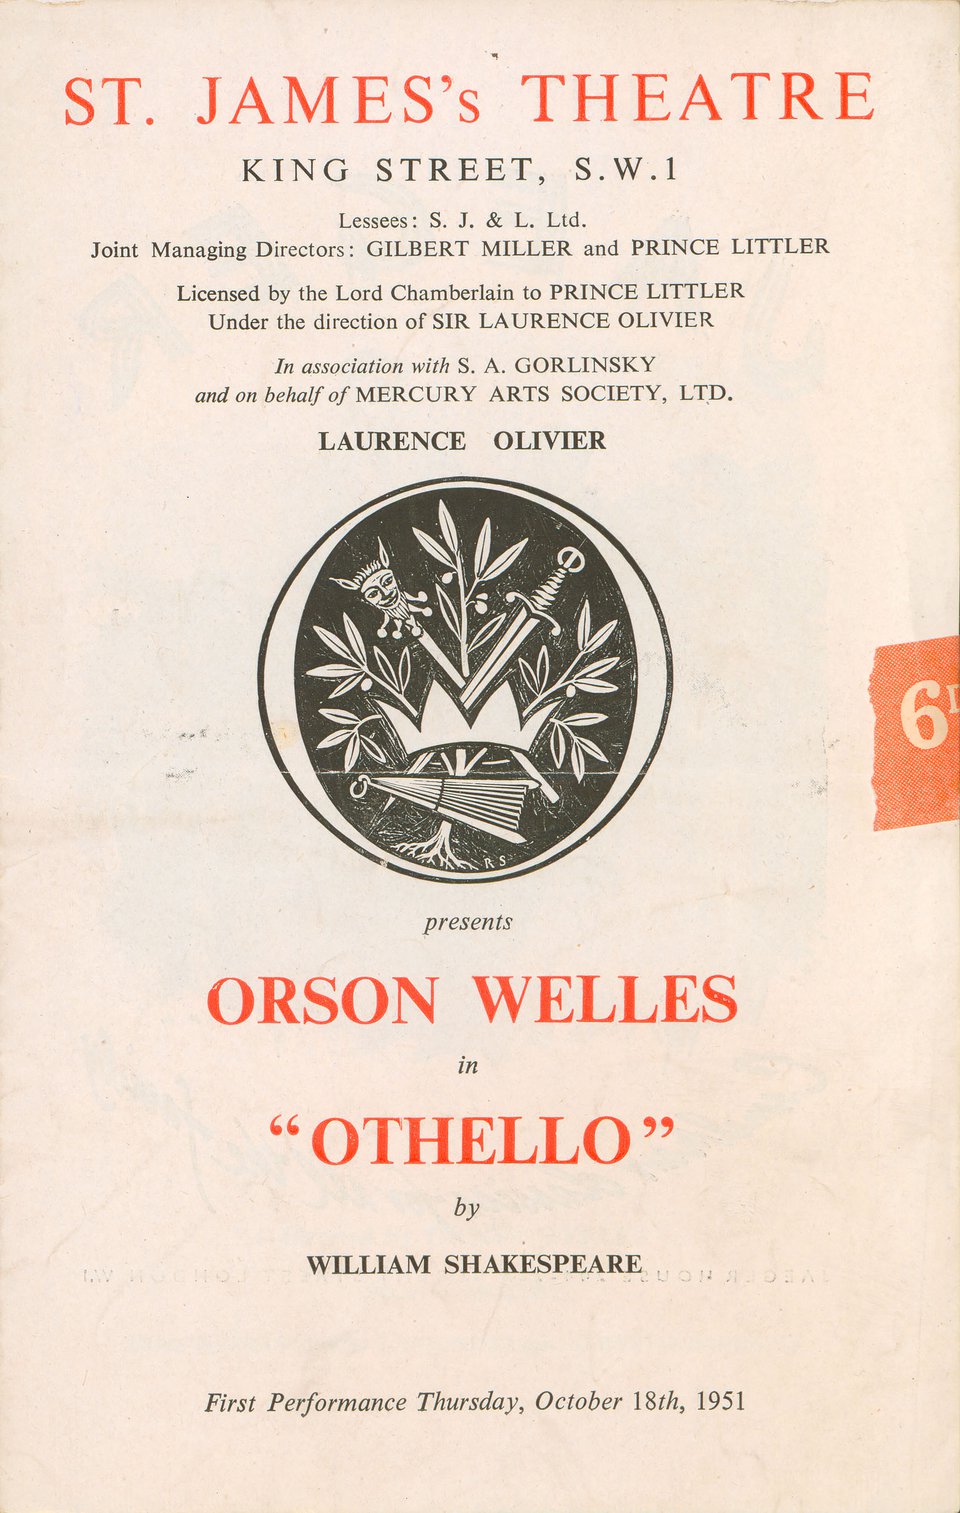 ST. JAMES's THEATRE
KING STREET, S.W.1
Lessees: S. J. & L. Ltd.
Joint Managing Directors: GILBERT MILLER and PRINCE LITTLER
Licensed by the Lord Chamberlain to PRINCE LITTLER
Under the direction of SIR LAURENCE OLIVIER
In association with S. A. GORLINSKY
and on behalf of MERCURY ARTS SOCIETY, LTD.
LAURENCE OLIVIER
6D
R S
presents
ORSON WELLES
in
“OTHELLO”
by
WILLIAM SHAKESPEARE
First Performance Thursday, October 18th, 1951